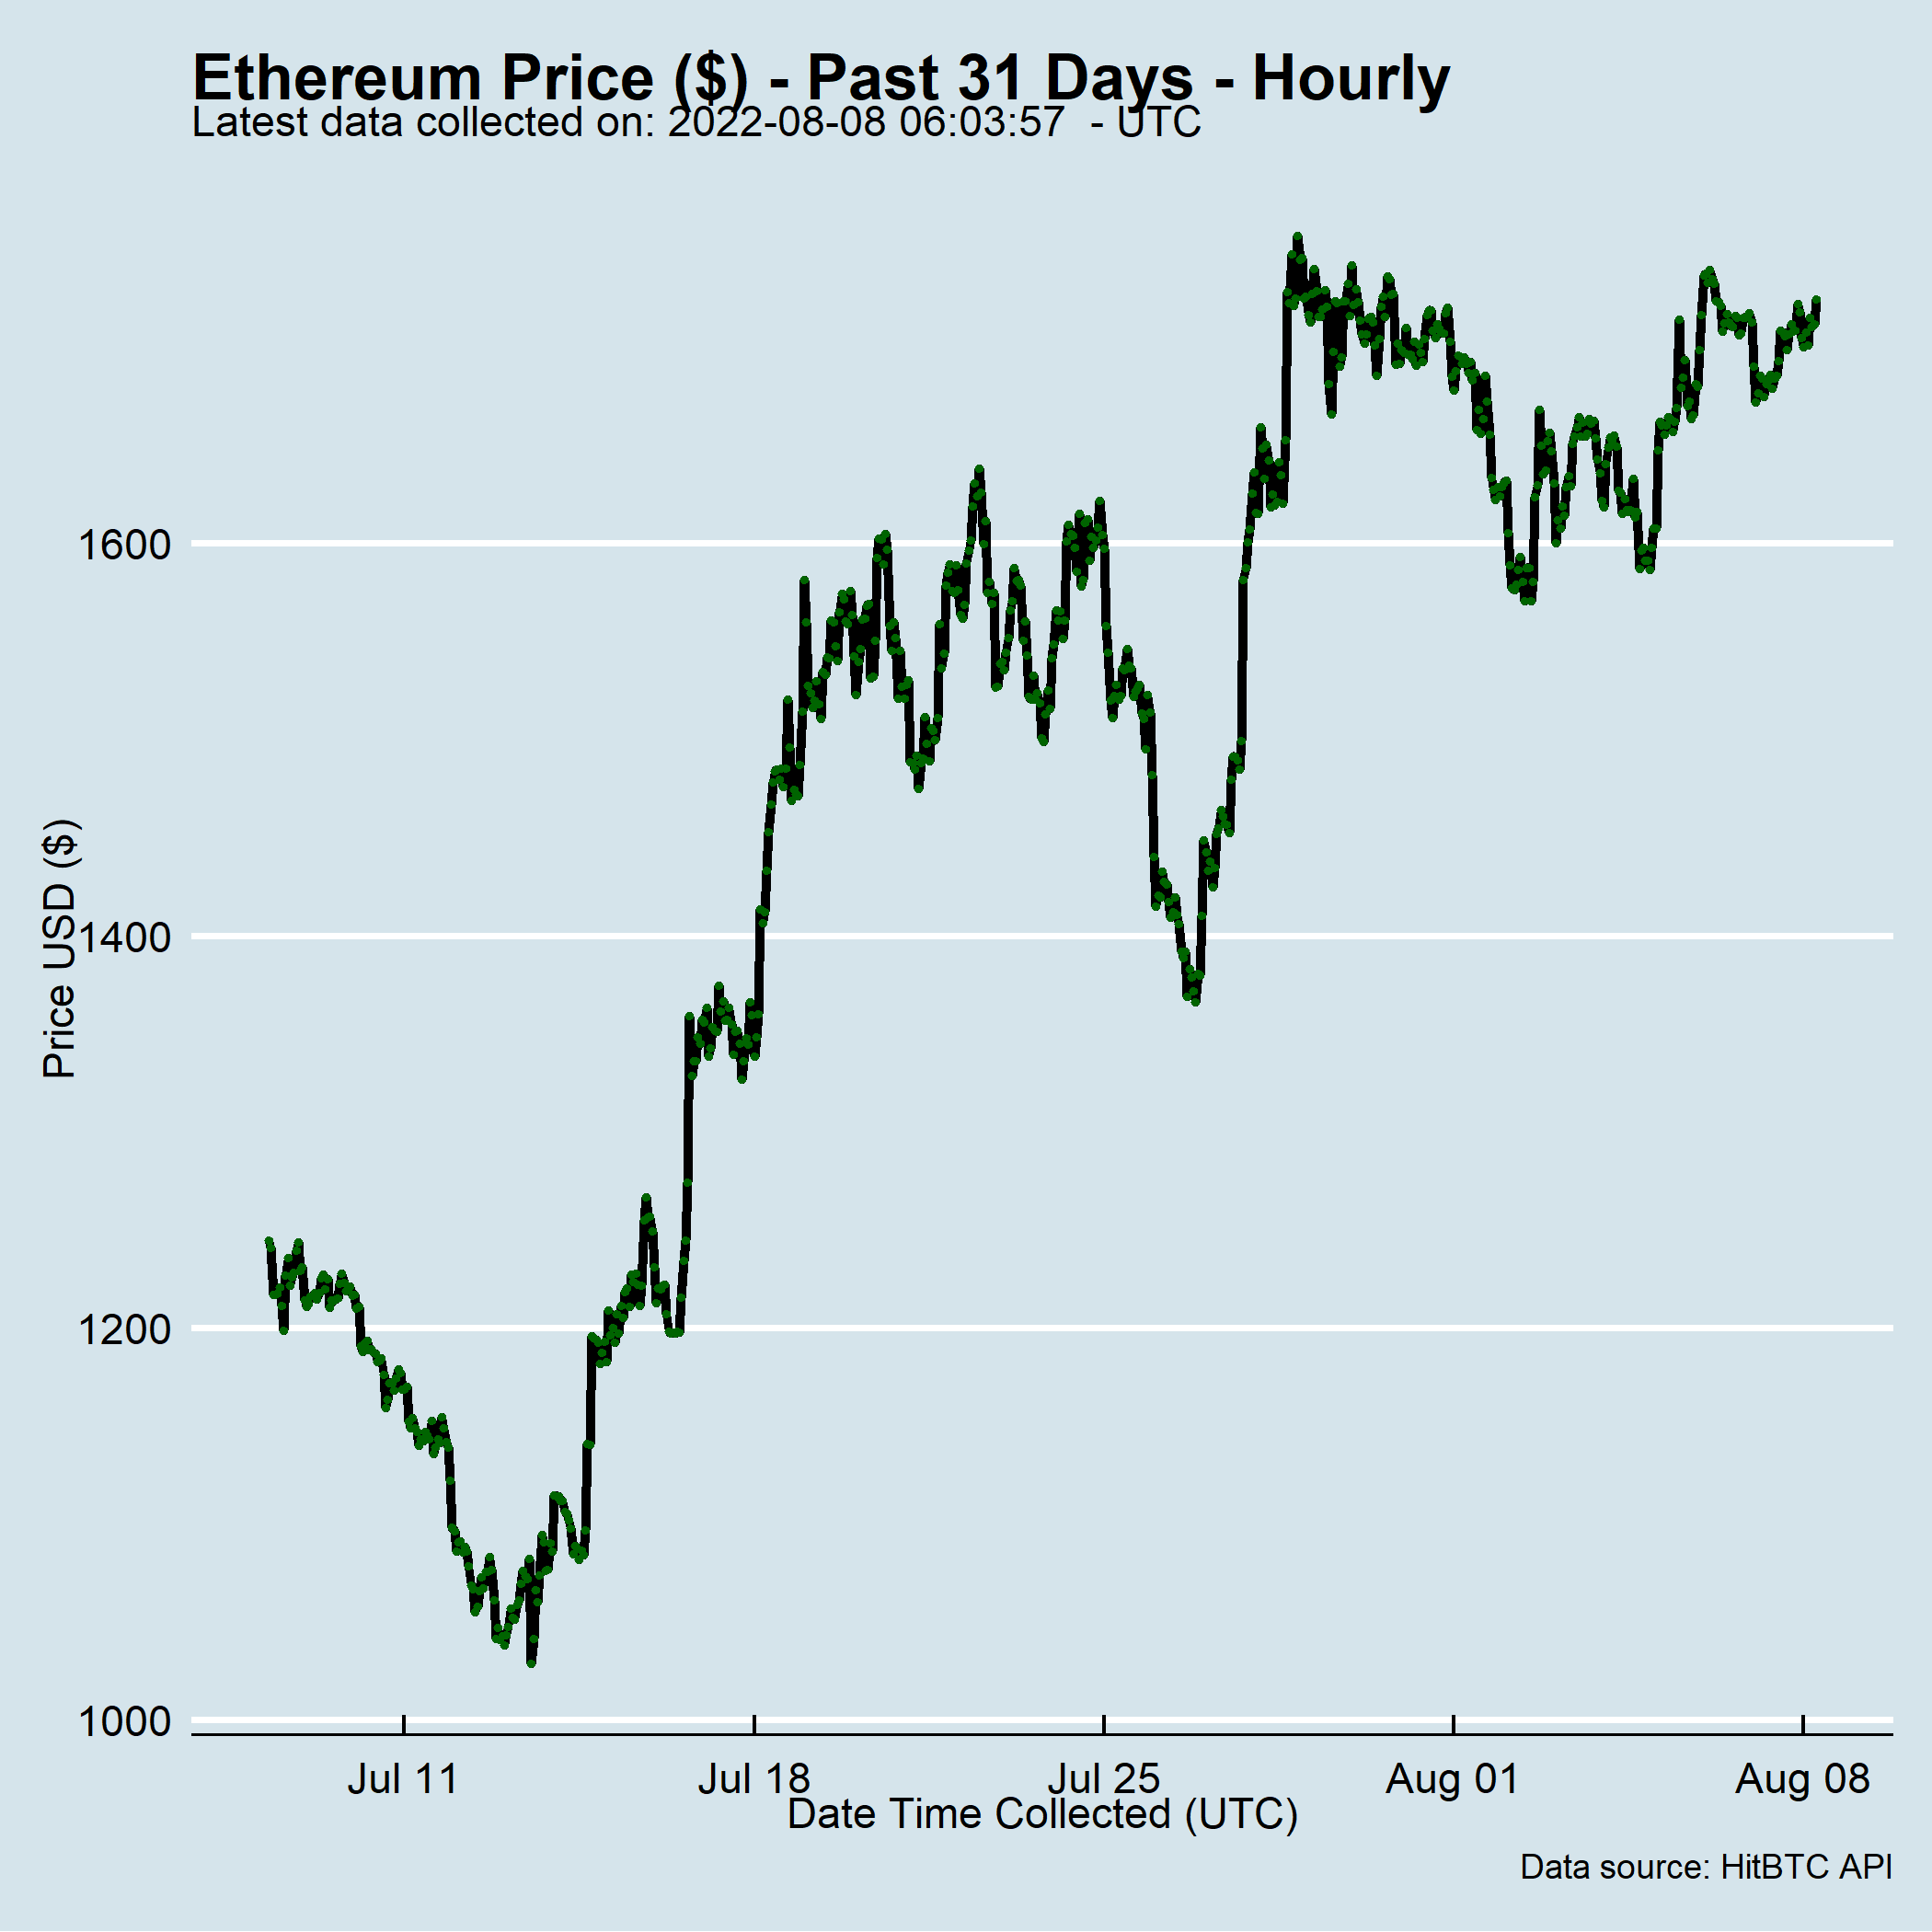 Ethereum Price ($) - Past 31 Days - Hourly
Latest data collected on: 2022-08-08 06:03:57  - UTC
Price USD ($)
1600
1400
1200
1000
Jul 11
Jul 18
Jul 25
Aug 01
Aug 08
Date Time Collected (UTC)
Data source: HitBTC API